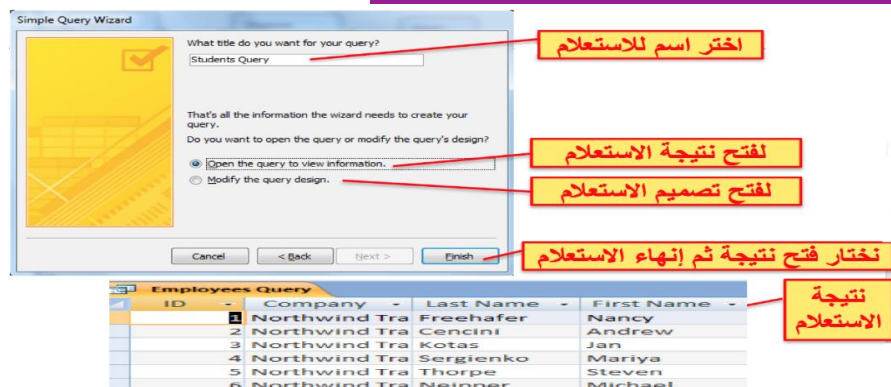 Simple Query Wizard
What title do you want for your query?
Students Query
اختر اسم للاستعلام
That's all the information the wizard needs to create your
query.
Do you want to open the query or modify the query's design?
Open the query to view information.
لفتح نتيجة الاستعلام
Modify the query design.
لفتح تصميم الاستعلام
Cancel < Back Next > Finish
نختار فتح نتيجة ثم إنهاء الاستعلام
Employees Query
نتيجة
الاستعلام
ID Company Last Name First Name
1 Northwind Tra Freehafer Nancy
2 Northwind Tra Cencini Andrew
3 Northwind Tra Kotas Jan
4 Northwind Tra Sergienko Mariya
5 Northwind Tra Thorpe Steven
6 Northwind Tra Neipper Michael